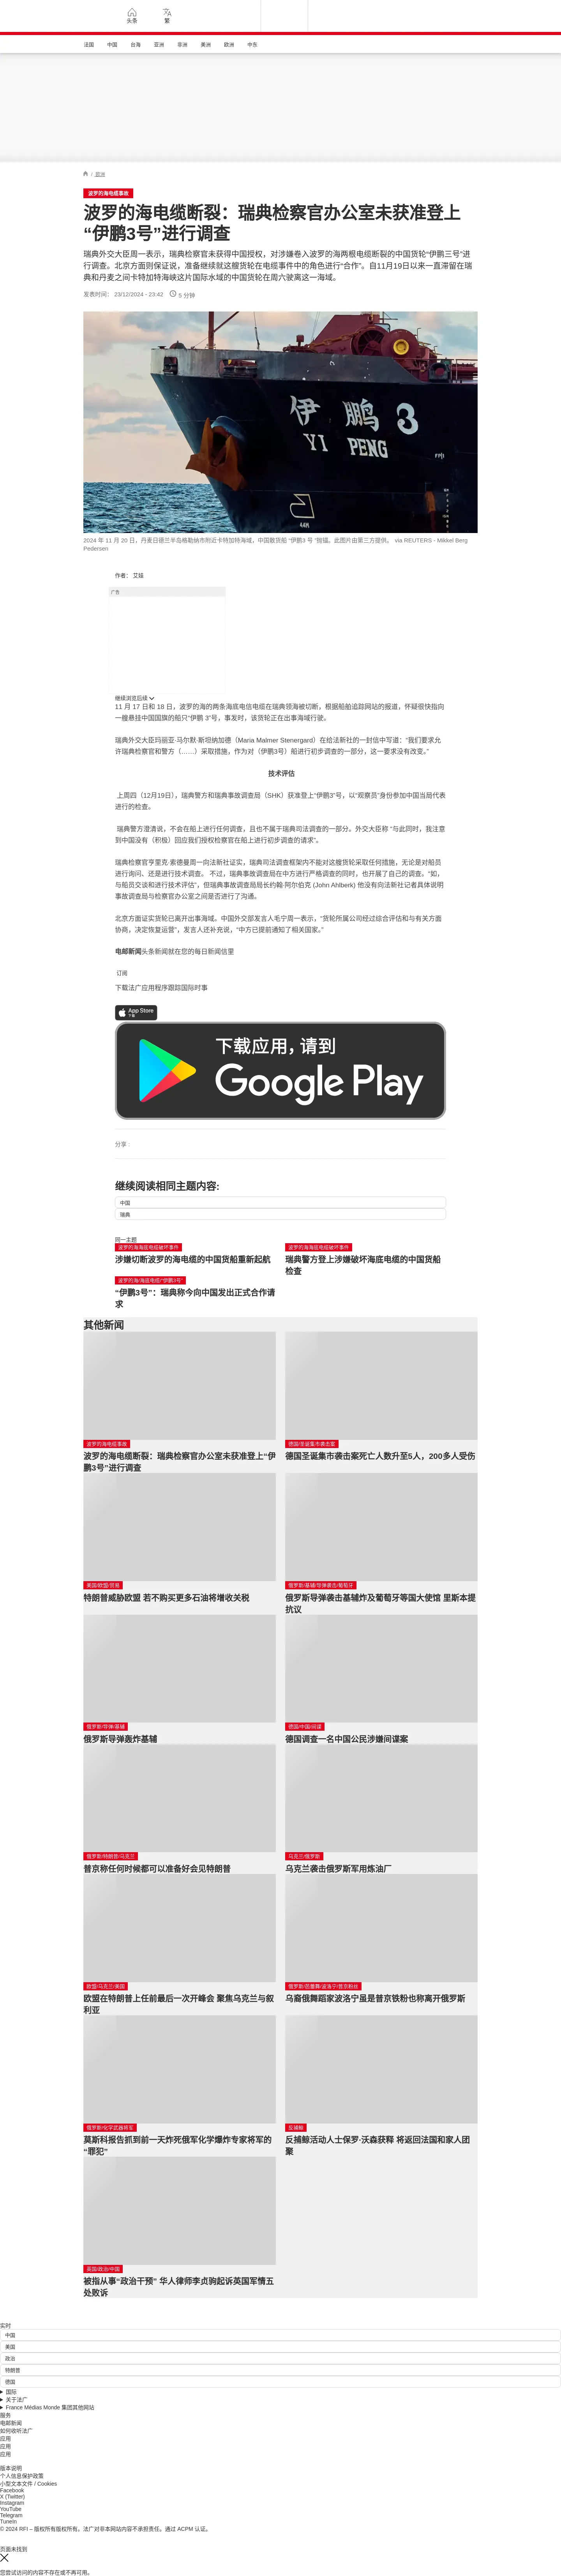 头条
繁
法国 中国 台海 亚洲 非洲 美洲 欧洲 中东
/ 欧洲
波罗的海电缆事故
波罗的海电缆断裂：瑞典检察官办公室未获准登上
“伊鹏3号”进行调查
瑞典外交大臣周一表示，瑞典检察官未获得中国授权，对涉嫌卷入波罗的海两根电缆断裂的中国货轮“伊鹏三号”进
行调查。北京方面则保证说，准备继续就这艘货轮在电缆事件中的角色进行“合作”。自11月19日以来一直滞留在瑞
典和丹麦之间卡特加特海峡这片国际水域的中国货轮在周六驶离这一海域。
发表时间： 23/12/2024 - 23:42 5 分钟
伊鹏 3
YI PENG 3
2024 年 11 月 20 日，丹麦日德兰半岛格勒纳市附近卡特加特海域，中国散货船 “伊鹏3 号 ”抛锚。此图片由第三方提供。 via REUTERS - Mikkel Berg
Pedersen
作者： 艾娃
广告
继续浏览后续
11 月 17 日和 18 日，波罗的海的两条海底电信电缆在瑞典领海被切断，根据船舶追踪网站的报道，怀疑很快指向
一艘悬挂中国国旗的船只“伊鹏 3”号，事发时，该货轮正在出事海域行驶。
瑞典外交大臣玛丽亚·马尔默·斯坦纳加德（Maria Malmer Stenergard）在给法新社的一封信中写道：“我们要求允
许瑞典检察官和警方（……）采取措施，作为对（伊鹏3号）船进行初步调查的一部分，这一要求没有改变。”
技术评估
上周四（12月19日），瑞典警方和瑞典事故调查局（SHK）获准登上“伊鹏3”号，以“观察员”身份参加中国当局代表
进行的检查。
瑞典警方澄清说，不会在船上进行任何调查，且也不属于瑞典司法调查的一部分。外交大臣称 “与此同时，我注意
到中国没有（积极）回应我们授权检察官在船上进行初步调查的请求”。
瑞典检察官亨里克·索德曼周一向法新社证实，瑞典司法调查框架内不能对这艘货轮采取任何措施，无论是对船员
进行询问、还是进行技术调查。 不过，瑞典事故调查局在中方进行严格调查的同时，也开展了自己的调查。“如，
与船员交谈和进行技术评估”，但瑞典事故调查局局长约翰·阿尔伯克 (John Ahlberk) 他没有向法新社记者具体说明
事故调查局与检察官办公室之间是否进行了沟通。
北京方面证实货轮已离开出事海域。中国外交部发言人毛宁周一表示，“货轮所属公司经过综合评估和与有关方面
协商，决定恢复运营”，发言人还补充说，“中方已提前通知了相关国家。”
电邮新闻头条新闻就在您的每日新闻信里
订阅
下载法广应用程序跟踪国际时事
App Store
下载
下载应用，请到
Google Play
分享 :
继续阅读相同主题内容:
中国
瑞典
同一主题
波罗的海海底电缆破坏事件
涉嫌切断波罗的海电缆的中国货船重新起航
波罗的海海底电缆破坏事件
瑞典警方登上涉嫌破坏海底电缆的中国货船
检查
波罗的海/海底电缆/“伊鹏3号”
“伊鹏3号”：瑞典称今向中国发出正式合作请
求
其他新闻
波罗的海电缆事故
波罗的海电缆断裂：瑞典检察官办公室未获准登上“伊
鹏3号”进行调查
德国/圣诞集市袭击案
德国圣诞集市袭击案死亡人数升至5人，200多人受伤
美国/欧盟/贸易
特朗普威胁欧盟 若不购买更多石油将增收关税
俄罗斯/基辅/导弹袭击/葡萄牙
俄罗斯导弹袭击基辅炸及葡萄牙等国大使馆 里斯本提
抗议
俄罗斯/导弹/基辅
俄罗斯导弹轰炸基辅
德国/中国/间谍
德国调查一名中国公民涉嫌间谍案
俄罗斯/特朗普/乌克兰
普京称任何时候都可以准备好会见特朗普
乌克兰/俄罗斯
乌克兰袭击俄罗斯军用炼油厂
欧盟/乌克兰/美国
欧盟在特朗普上任前最后一次开峰会 聚焦乌克兰与叙
利亚
俄罗斯/芭蕾舞/波洛宁/普京粉丝
乌裔俄舞蹈家波洛宁虽是普京铁粉也称离开俄罗斯
俄罗斯/化学武器将军
莫斯科报告抓到前一天炸死俄军化学爆炸专家将军的
“罪犯”
反捕鲸
反捕鲸活动人士保罗·沃森获释 将返回法国和家人团
聚
英国/政治/中国
被指从事“政治干预” 华人律师李贞驹起诉英国军情五
处败诉
实时
中国
美国
政治
特朗普
德国
国际
关于法广
France Médias Monde 集团其他网站
服务
电邮新闻
如何收听法广
应用
应用
应用
版本说明
个人信息保护政策
小型文本文件 / Cookies
Facebook
X (Twitter)
Instagram
YouTube
Telegram
TuneIn
© 2024 RFI – 版权所有版权所有。法广对非本网站内容不承担责任。通过 ACPM 认证。
页面未找到
您尝试访问的内容不存在或不再可用。